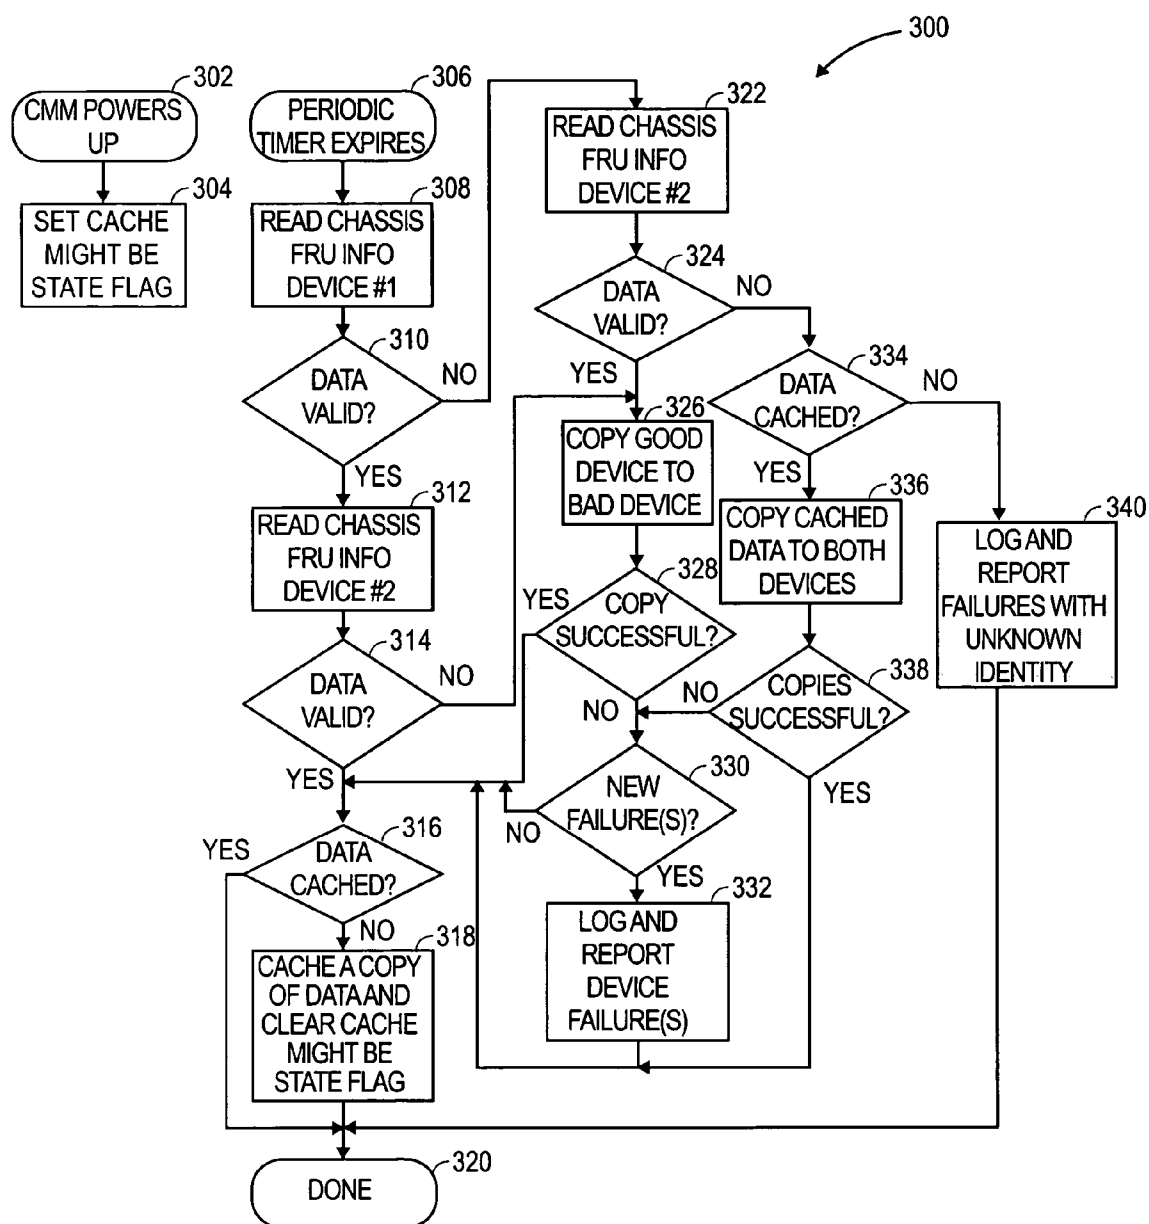 300
302
CMM POWERS
UP
304
SET CACHE
MIGHT BE
STATE FLAG
306
PERIODIC
TIMER EXPIRES
308
READ CHASSIS
FRU INFO
DEVICE #1
310
DATA
VALID?
NO
YES
312
READ CHASSIS
FRU INFO
DEVICE #2
314
DATA
VALID?
NO
YES
316
DATA
CACHED?
YES
NO
318
CACHE A COPY
OF DATA AND
CLEAR CACHE
MIGHT BE
STATE FLAG
320
DONE
322
READ CHASSIS
FRU INFO
DEVICE #2
324
DATA
VALID?
NO
YES
326
COPY GOOD
DEVICE TO
BAD DEVICE
328
COPY
SUCCESSFUL?
YES
NO
330
NEW
FAILURE(S)?
NO
YES
332
LOG AND
REPORT
DEVICE
FAILURE(S)
334
DATA
CACHED?
NO
YES
336
COPY CACHED
DATA TO BOTH
DEVICES
338
COPIES
SUCCESSFUL?
NO
YES
340
LOG AND
REPORT
FAILURES WITH
UNKNOWN
IDENTITY